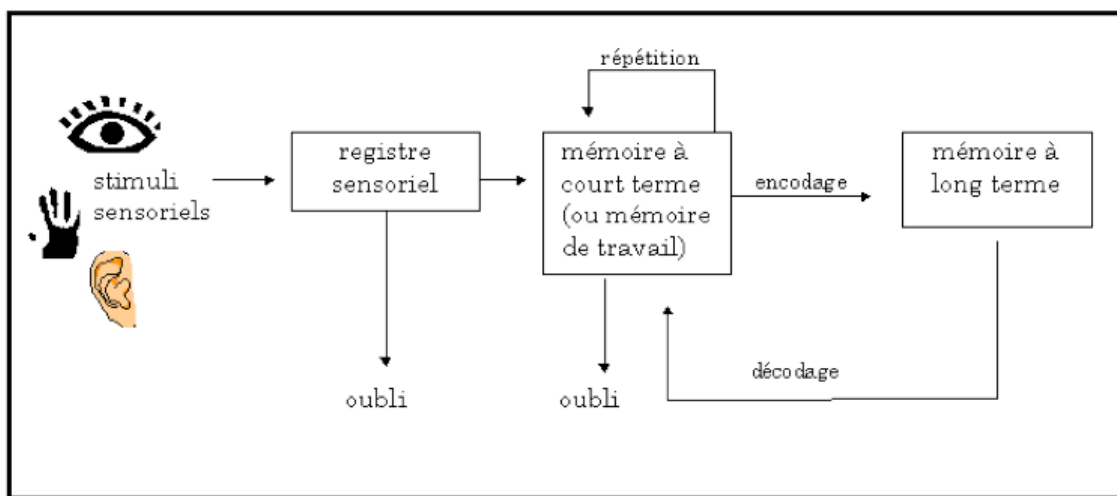 répétition
stimuli
sensoriels
registre
sensoriel
mémoire à
court terme
(ou mémoire
de travail)
encodage
mémoire à
long terme
oubli
oubli
décodage